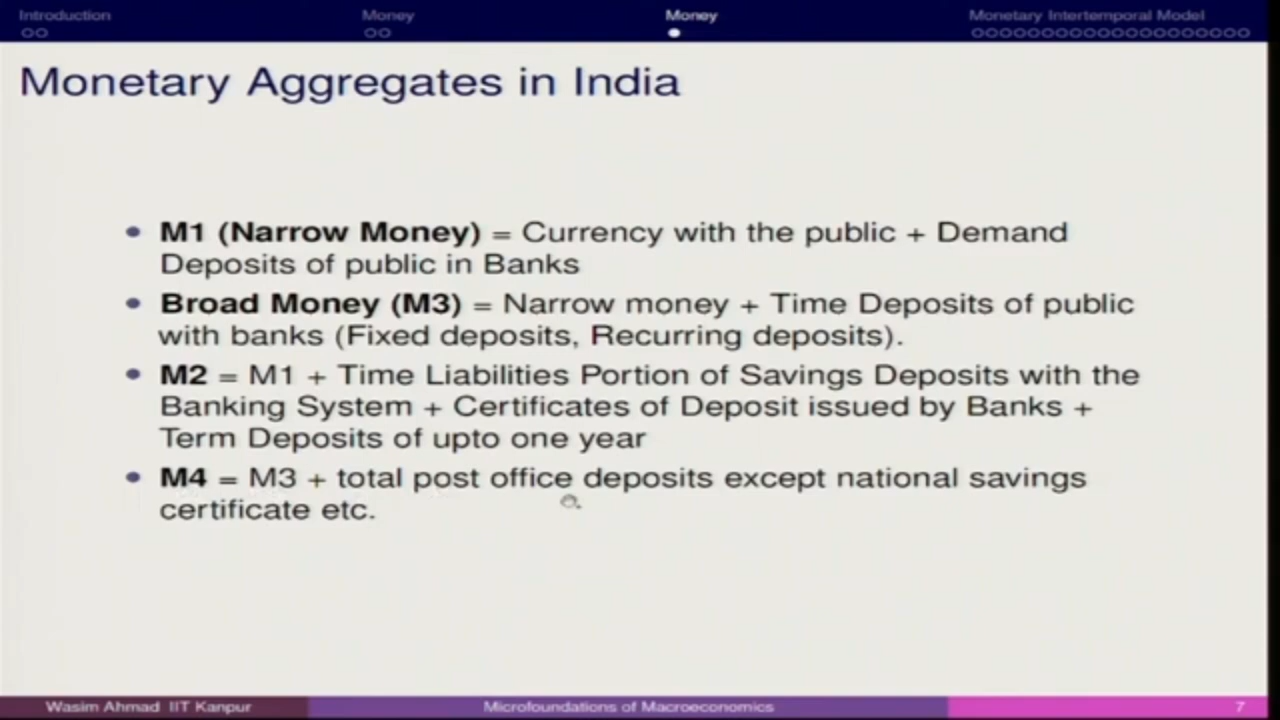 Introduction
Money
Money
Monetary Intertemporal Model
Monetary Aggregates in India
M1 (Narrow Money) = Currency with the public + Demand
Deposits of public in Banks
Broad Money (M3) = Narrow money + Time Deposits of public
with banks (Fixed deposits, Recurring deposits).
M2 = M1 + Time Liabilities Portion of Savings Deposits with the
Banking System + Certificates of Deposit issued by Banks +
Term Deposits of upto one year
M4 = M3 + total post office deposits except national savings
certificate etc.
Wasim Ahmad IIT Kanpur
Microfoundations of Macroeconomics
7